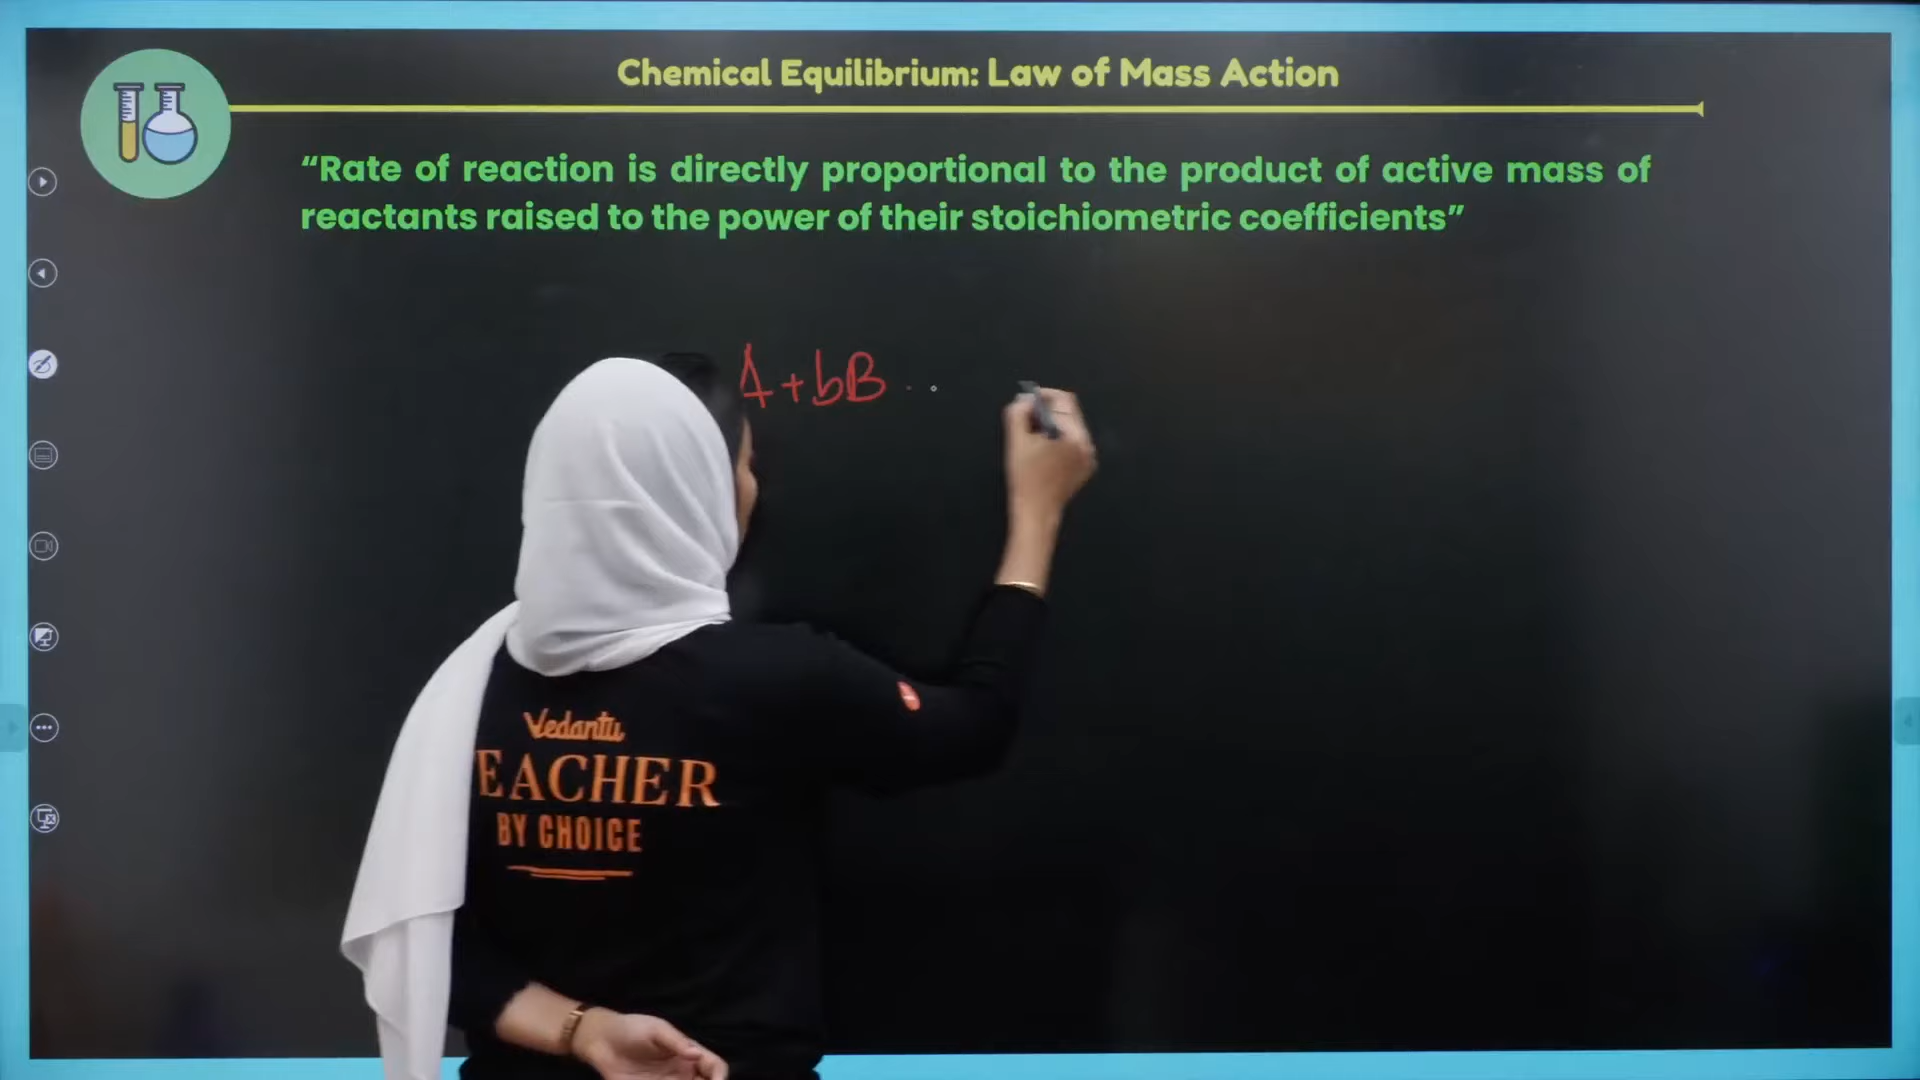 Chemical Equilibrium: Law of Mass Action
“Rate of reaction is directly proportional to the product of active mass of
reactants raised to the power of their stoichiometric coefficients”
A + bB ..
Vedantu
EACHER
BY CHOICE